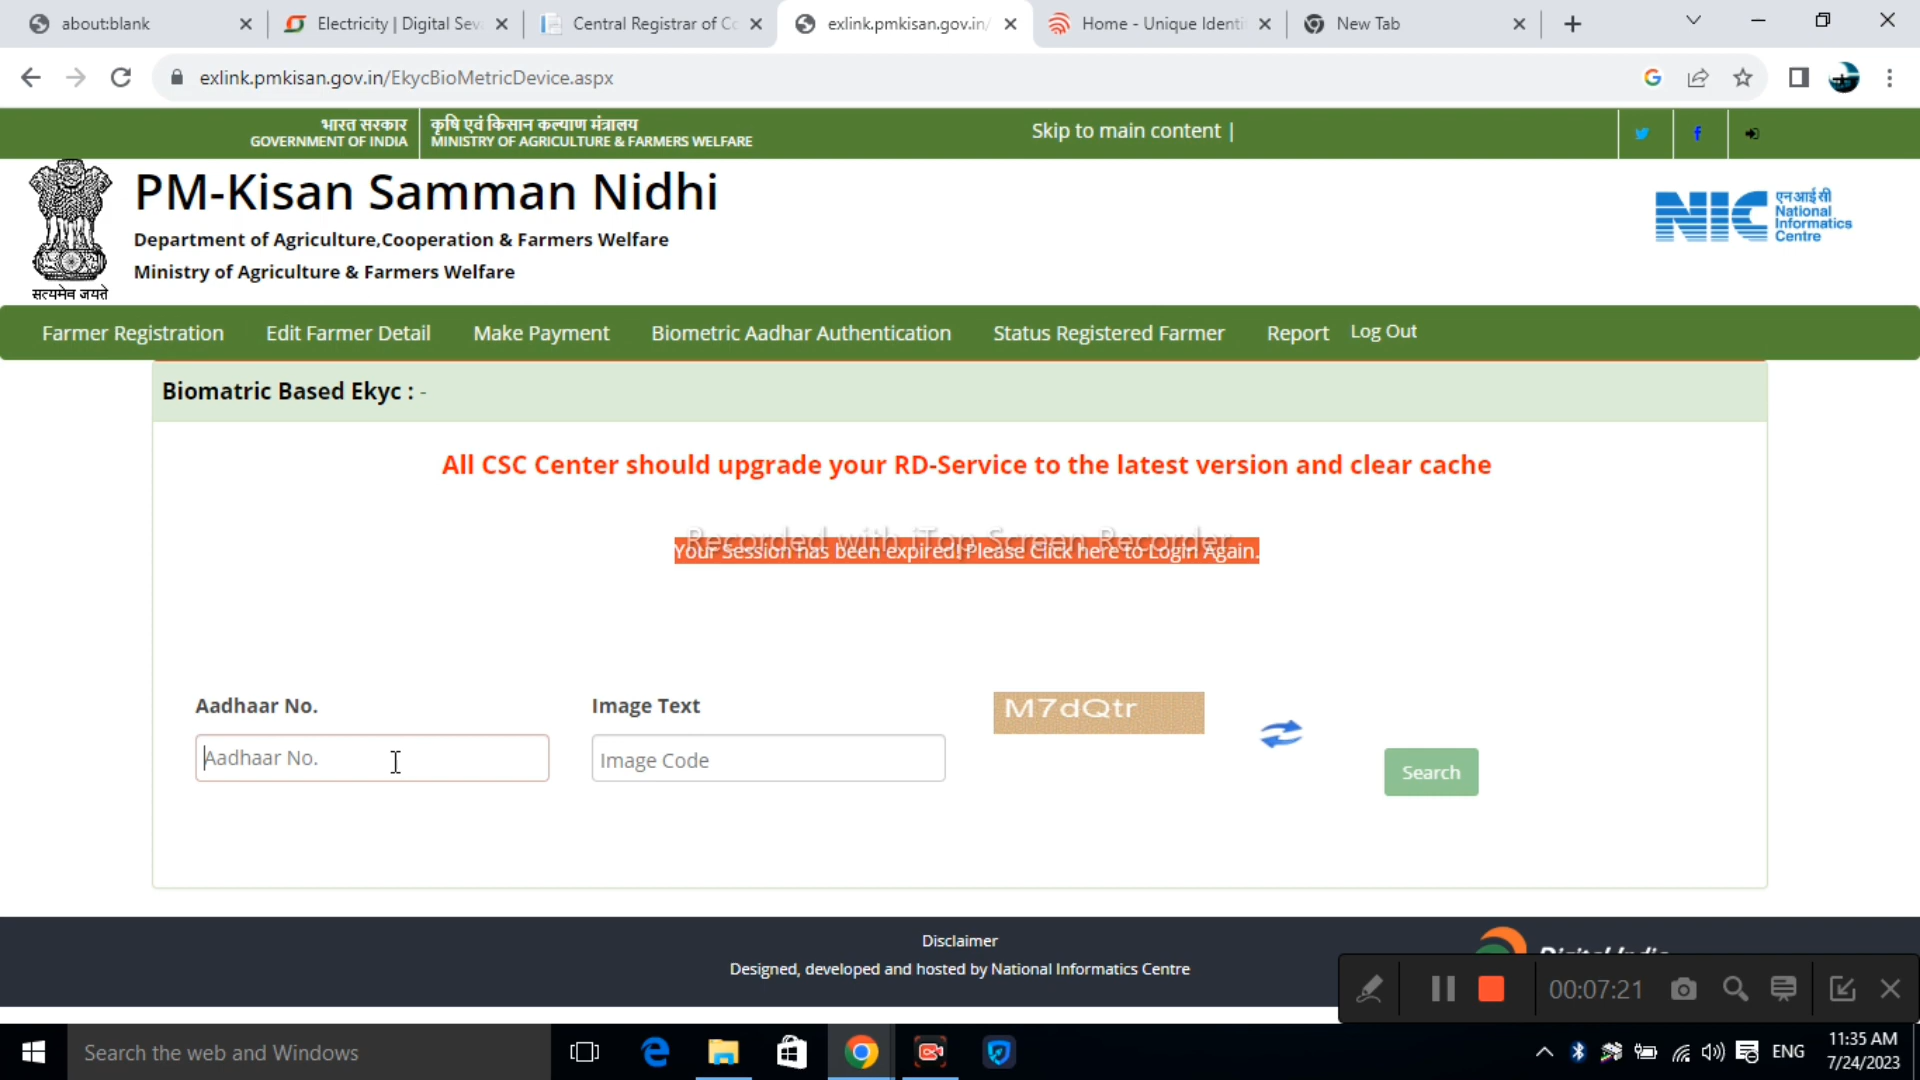 about:blank
Electricity | Digital Sev
Central Registrar of Co
exlink.pmkisan.gov.in/
Home - Unique Identi
New Tab
exlink.pmkisan.gov.in/EkycBioMetricDevice.aspx
भारत सरकार
GOVERNMENT OF INDIA
कृषि एवं किसान कल्याण मंत्रालय
MINISTRY OF AGRICULTURE & FARMERS WELFARE
Skip to main content |
PM-Kisan Samman Nidhi
Department of Agriculture,Cooperation & Farmers Welfare
Ministry of Agriculture & Farmers Welfare
सत्यमेव जयते
NIC
एनआईसी
National
Informatics
Centre
Farmer Registration
Edit Farmer Detail
Make Payment
Biometric Aadhar Authentication
Status Registered Farmer
Report
Log Out
Biomatric Based Ekyc : -
All CSC Center should upgrade your RD-Service to the latest version and clear cache
Recorded with iTop Screen Recorder
Your Session has been expired! Please Click here to Login Again.
Aadhaar No.
Image Text
M7dQtr
Aadhaar No.
Image Code
Search
Disclaimer
Designed, developed and hosted by National Informatics Centre
Digital India
00:07:21
Search the web and Windows
ENG
11:35 AM
7/24/2023